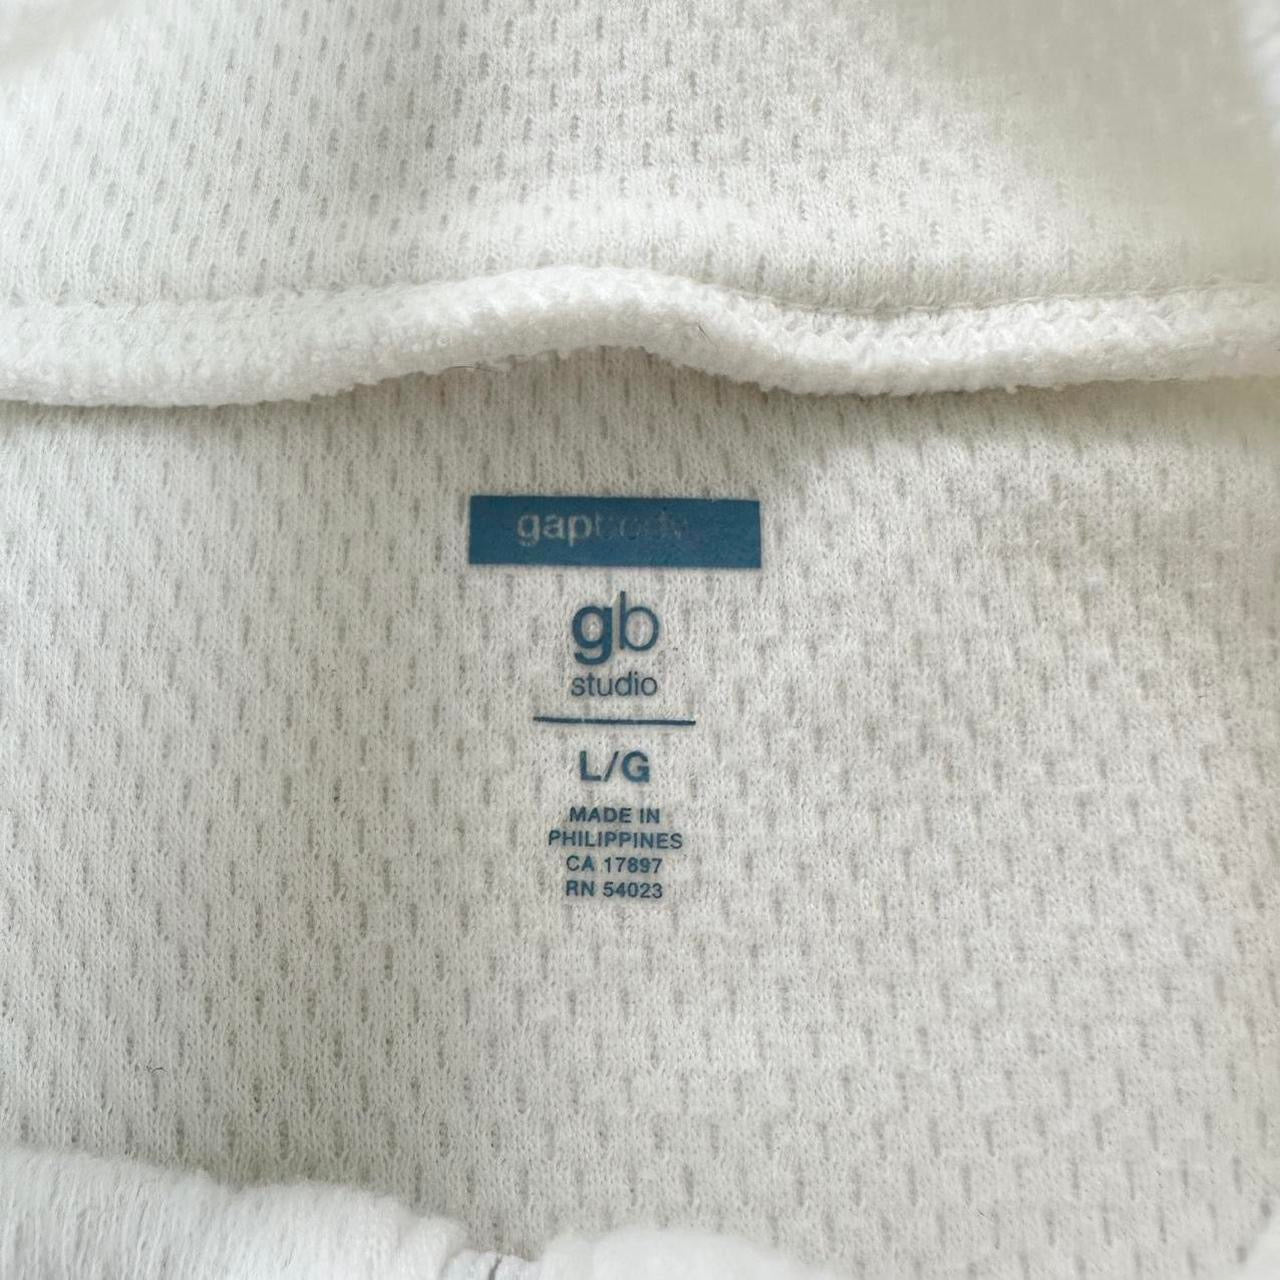 gapbody
gb
studio
L/G
MADE IN
PHILIPPINES
CA 17897
RN 54023